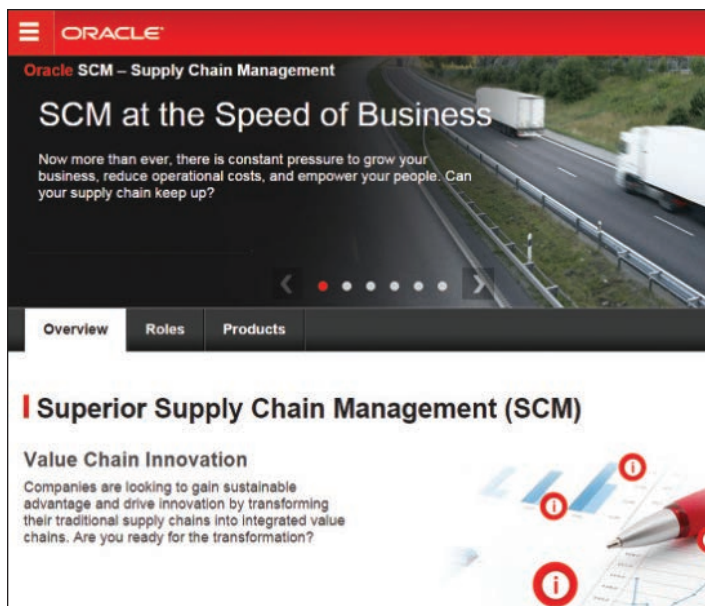 ORACLE
Oracle SCM – Supply Chain Management
SCM at the Speed of Business
Now more than ever, there is constant pressure to grow your
business, reduce operational costs, and empower your people. Can
your supply chain keep up?
Overview Roles Products
Superior Supply Chain Management (SCM)
Value Chain Innovation
Companies are looking to gain sustainable
advantage and drive innovation by transforming
their traditional supply chains into integrated value
chains. Are you ready for the transformation?
i
i
i